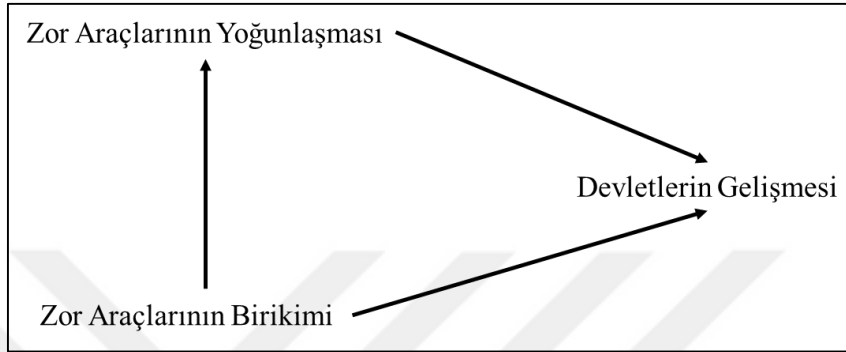 Zor Araçlarının Yoğunlaşması
Devletlerin Gelişmesi
Zor Araçlarının Birikimi